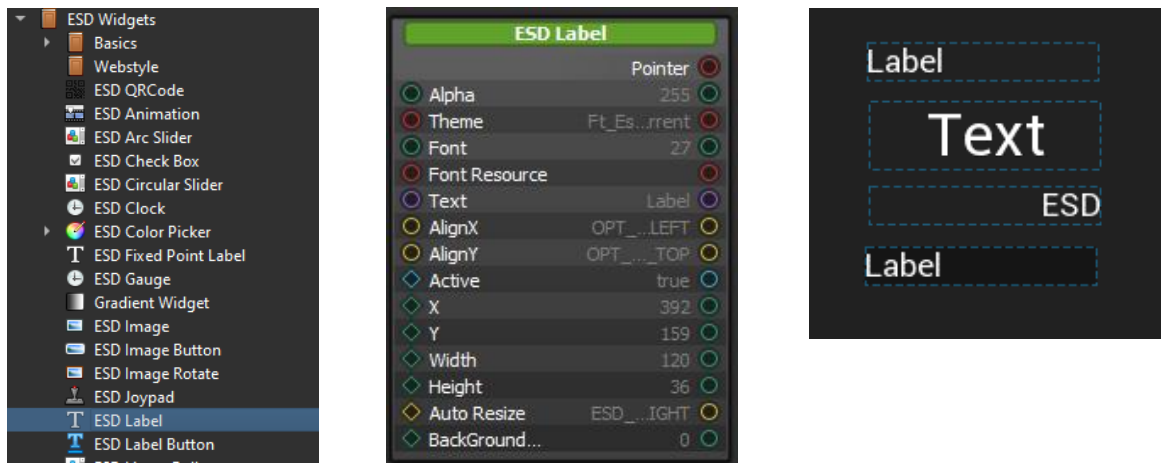 ESD Widgets
Basics
Webstyle
ESD QRCode
ESD Animation
ESD Arc Slider
ESD Check Box
ESD Circular Slider
ESD Clock
ESD Color Picker
ESD Fixed Point Label
ESD Gauge
Gradient Widget
ESD Image
ESD Image Button
ESD Image Rotate
ESD Joypad
ESD Label
ESD Label Button
ESD Label
Pointer
Alpha 255
Theme Ft_Es...rrent
Font 27
Font Resource
Text Label
AlignX OPT_...LEFT
AlignY OPT_..._TOP
Active true
X 392
Y 159
Width 120
Height 36
Auto Resize ESD_...IGHT
BackGround... 0
Label
Text
ESD
Label